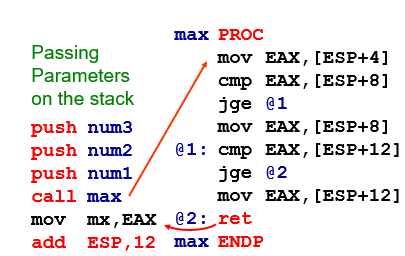 Passing
Parameters
on the stack
push num3
push num2
push num1
call max
mov mx,EAX
add ESP,12
max PROC
mov EAX,[ESP+4]
cmp EAX,[ESP+8]
jge @1
mov EAX,[ESP+8]
@1: cmp EAX,[ESP+12]
jge @2
mov EAX,[ESP+12]
@2: ret
max ENDP